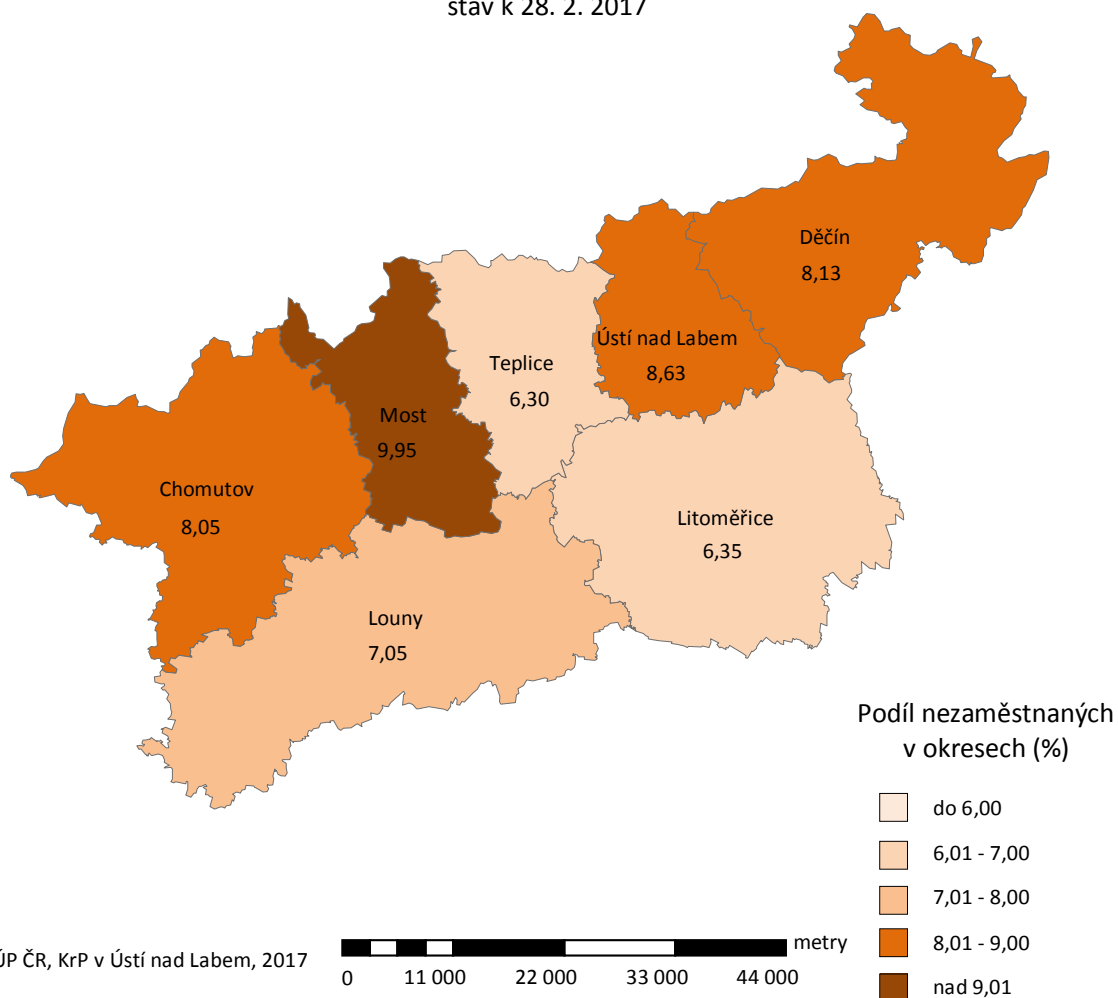 stav k 28. 2. 2017
Děčín
8,13
Ústí nad Labem
8,63
Teplice
6,30
Most
9,95
Chomutov
8,05
Litoměřice
6,35
Louny
7,05
Podíl nezaměstnaných
v okresech (%)
do 6,00
6,01 - 7,00
7,01 - 8,00
8,01 - 9,00
nad 9,01
ÚP ČR, KrP v Ústí nad Labem, 2017
metry
0 11 000 22 000 33 000 44 000